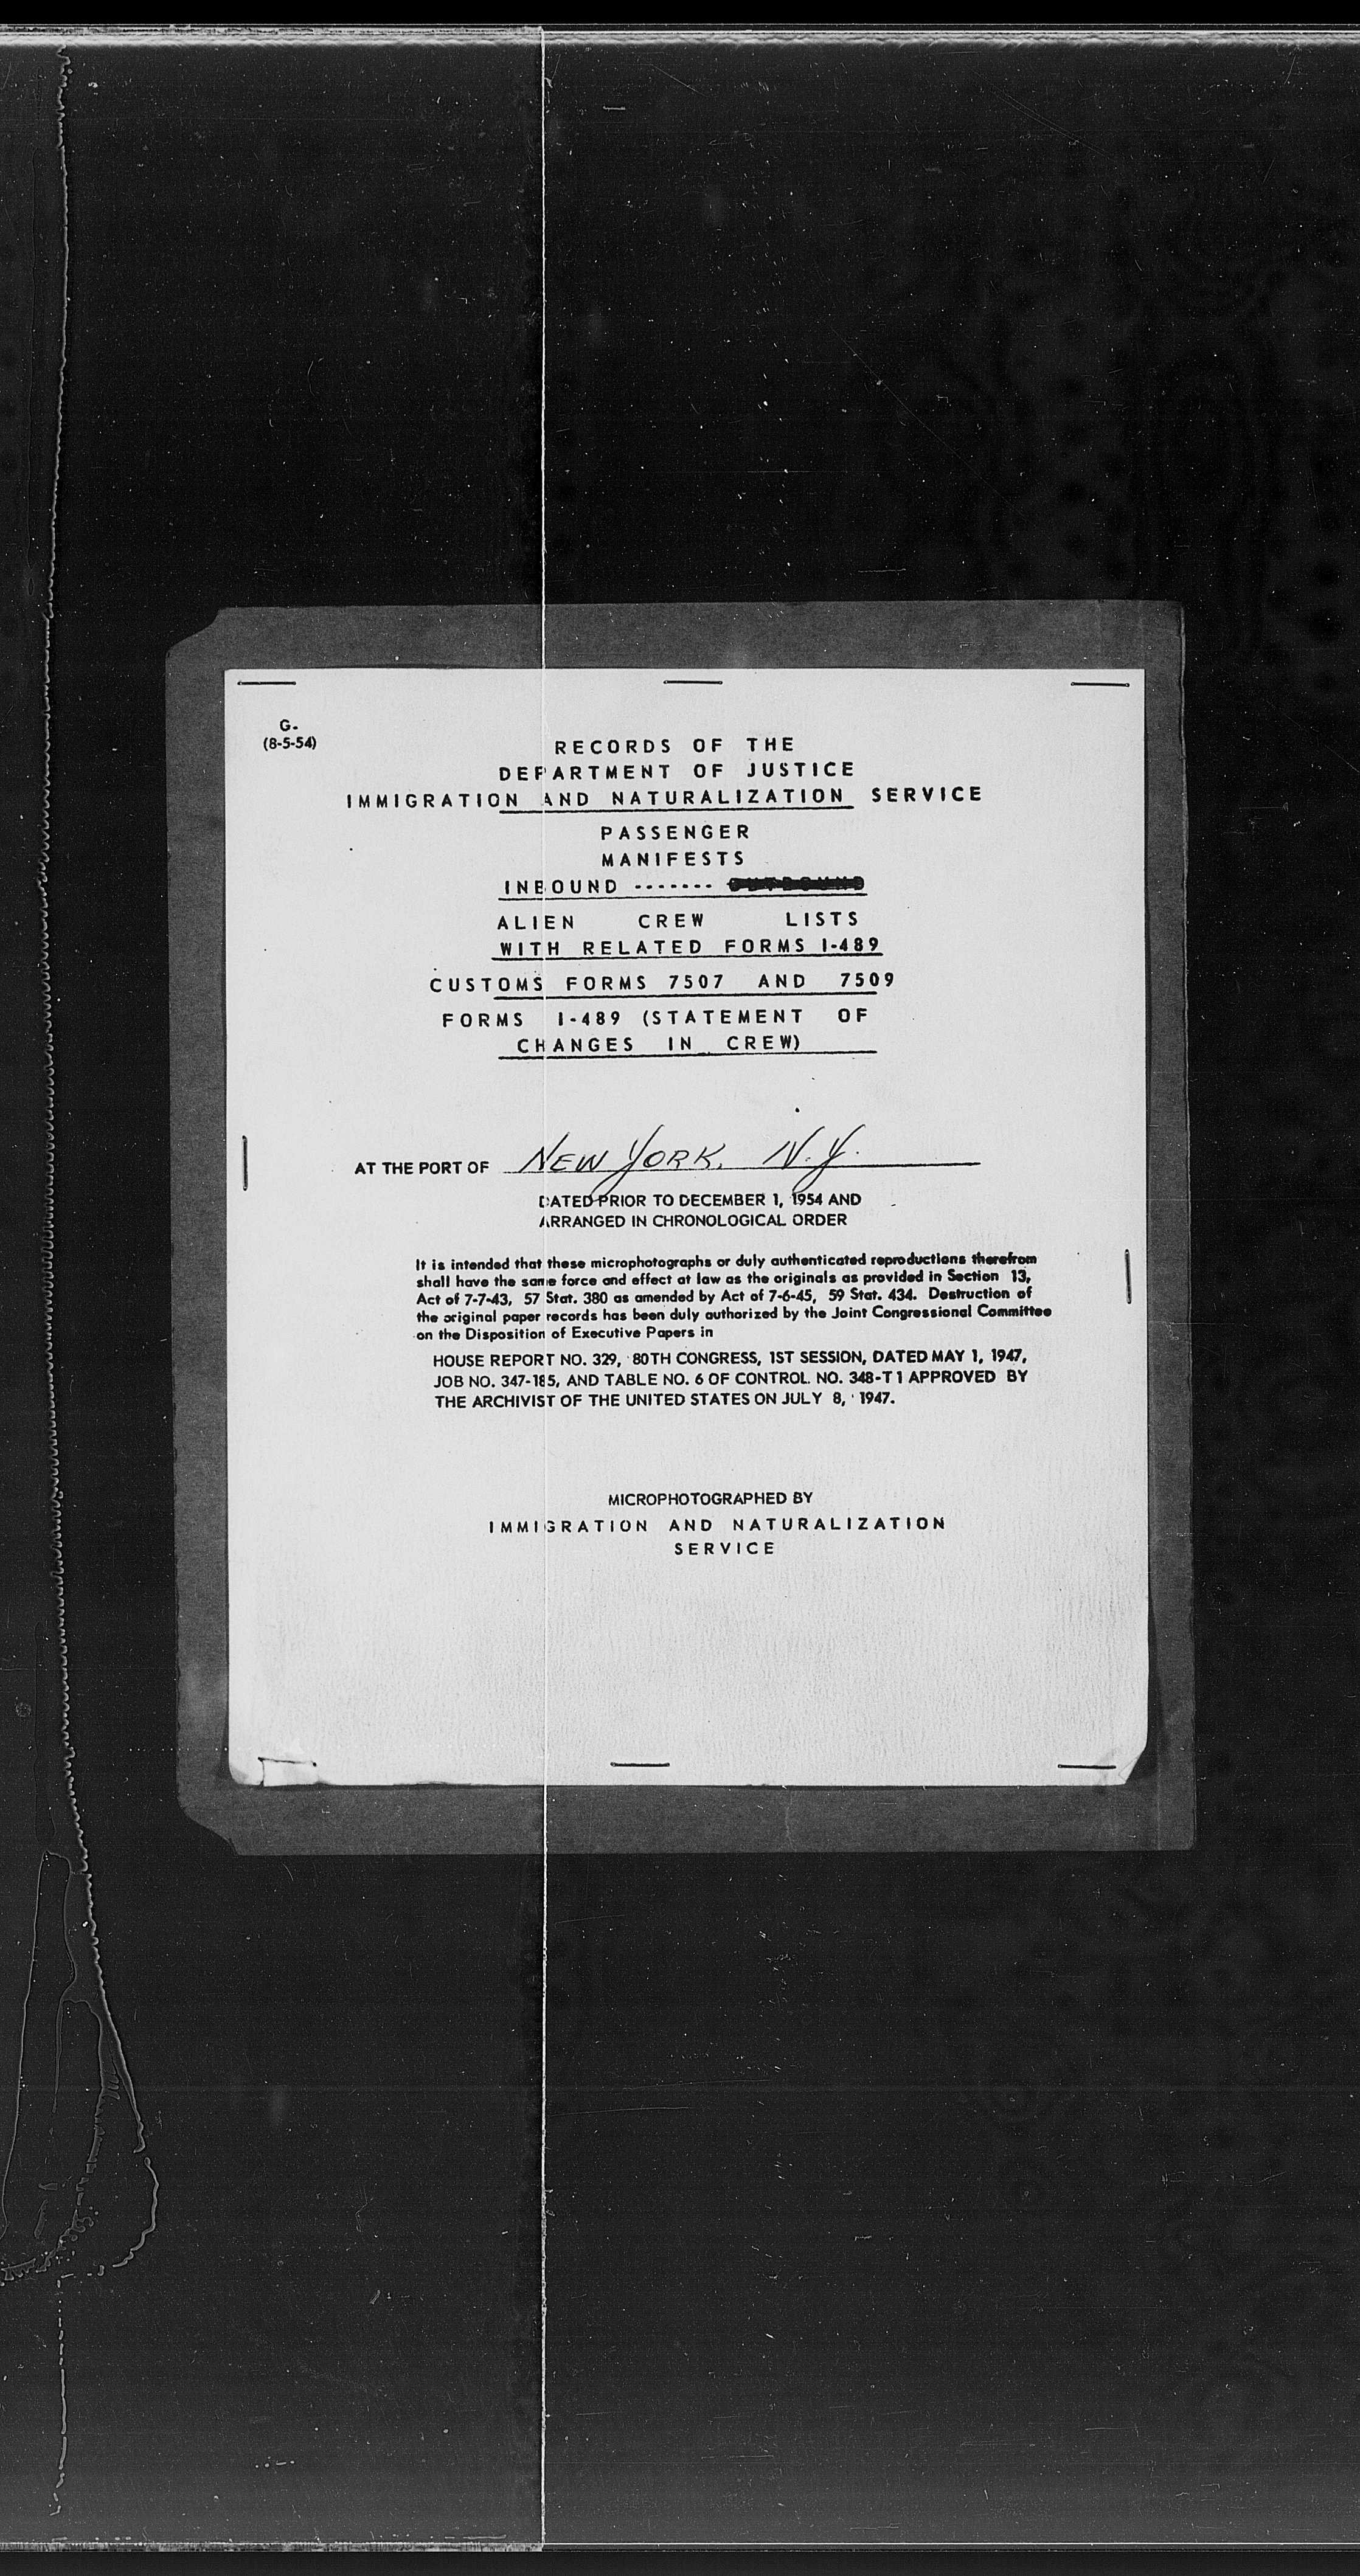 G-
(8-5-54)
RECORDS OF THE
DEPARTMENT OF JUSTICE
IMMIGRATION AND NATURALIZATION SERVICE
PASSENGER
MANIFESTS
INBOUND ------- OUTBOUND
ALIEN CREW LISTS
WITH RELATED FORMS I-489
CUSTOMS FORMS 7507 AND 7509
FORMS I-489 (STATEMENT OF
CHANGES IN CREW)
AT THE PORT OF NEW YORK, N.Y.
DATED PRIOR TO DECEMBER 1, 1954 AND
ARRANGED IN CHRONOLOGICAL ORDER
It is intended that these microphotographs or duly authenticated reproductions therefrom
shall have the same force and effect at law as the originals as provided in Section 13,
Act of 7-7-43, 57 Stat. 380 as amended by Act of 7-6-45, 59 Stat. 434. Destruction of
the original paper records has been duly authorized by the Joint Congressional Committee
on the Disposition of Executive Papers in
HOUSE REPORT NO. 329, 80TH CONGRESS, 1ST SESSION, DATED MAY 1, 1947,
JOB NO. 347-185, AND TABLE NO. 6 OF CONTROL NO. 348-T1 APPROVED BY
THE ARCHIVIST OF THE UNITED STATES ON JULY 8, 1947.
MICROPHOTOGRAPHED BY
IMMIGRATION AND NATURALIZATION
SERVICE